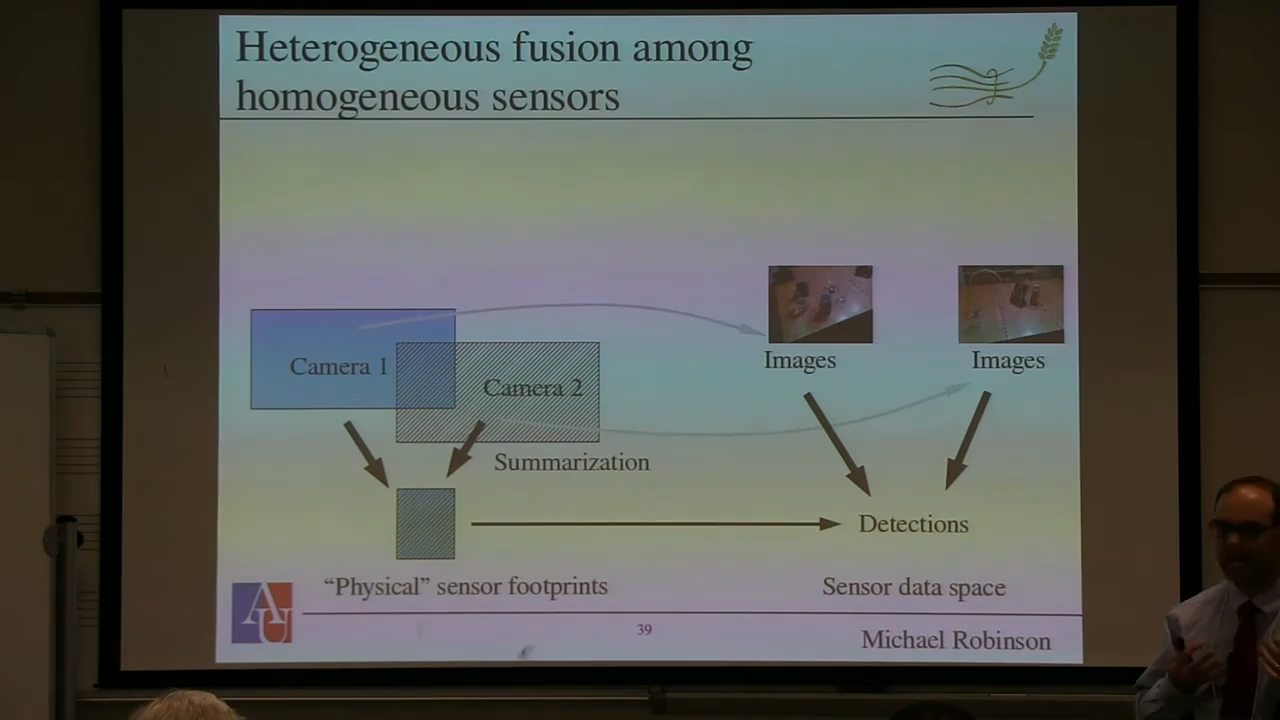 Heterogeneous fusion among
homogeneous sensors
Camera 1
Camera 2
Images
Images
Summarization
Detections
“Physical” sensor footprints
Sensor data space
AU
39
Michael Robinson